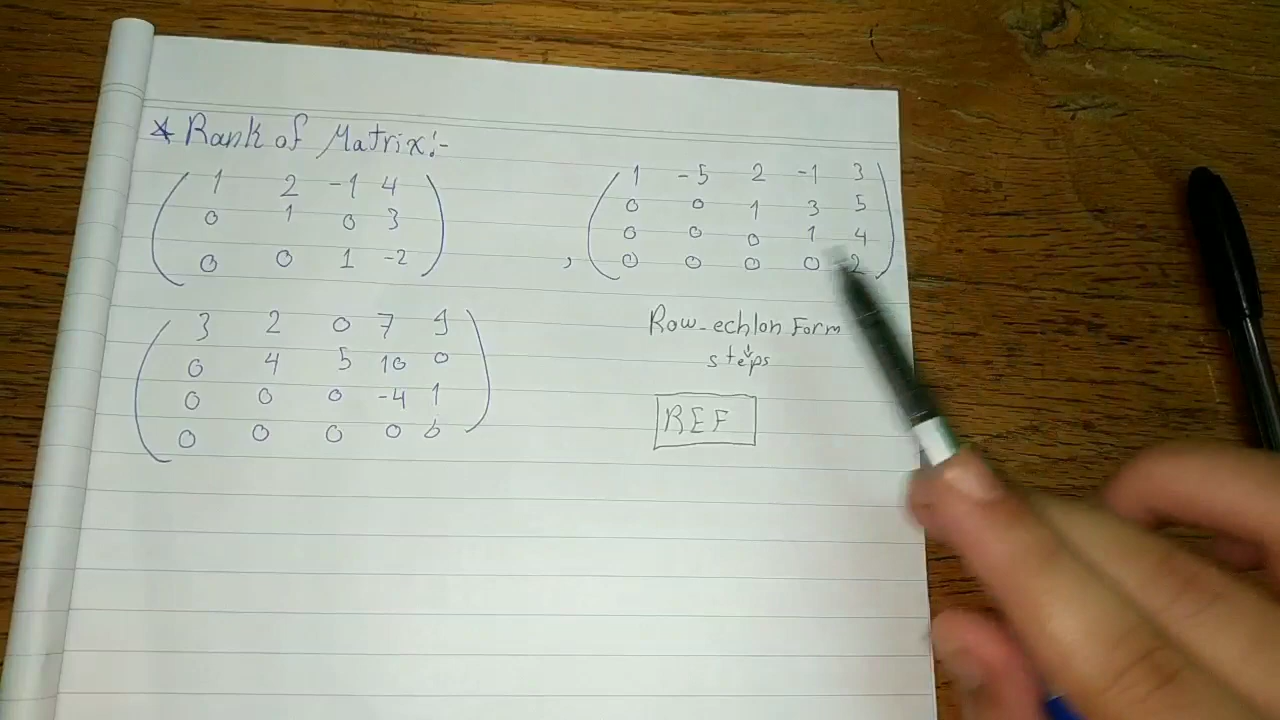 * Rank of Matrix:-
1 2 -1 4
0 1 0 3
0 0 1 -2
,
1 -5 2 -1 3
0 0 1 3 5
0 0 0 1 4
0 0 0 0 2
3 2 0 7 9
0 4 5 10 0
0 0 0 -4 1
0 0 0 0
Row-echlon Form
steps
REF